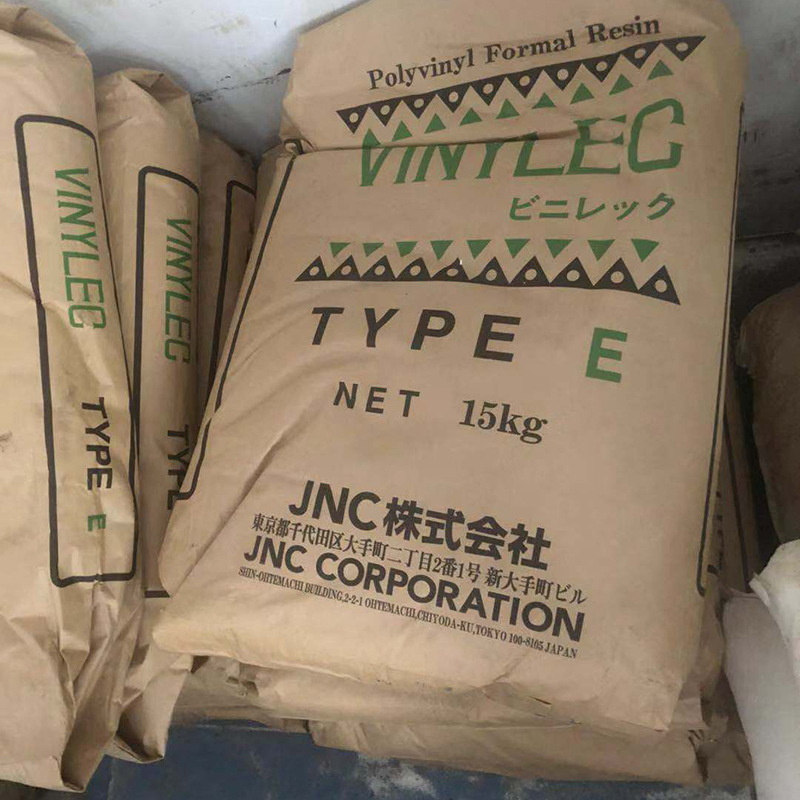 Polyvinyl Formal Resin
VINYLEC
ビニレック
TYPE E
NET 15kg
JNC株式会社
東京都千代田区大手町二丁目2番1号 新大手町ビル
JNC CORPORATION
SHIN-OHTEMACHI BUILDING,2-2-1 OHTEMACHI,CHIYODA-KU,TOKYO 100-8105 JAPAN
VINYLEC TYPE E
VINYLEC TYPE